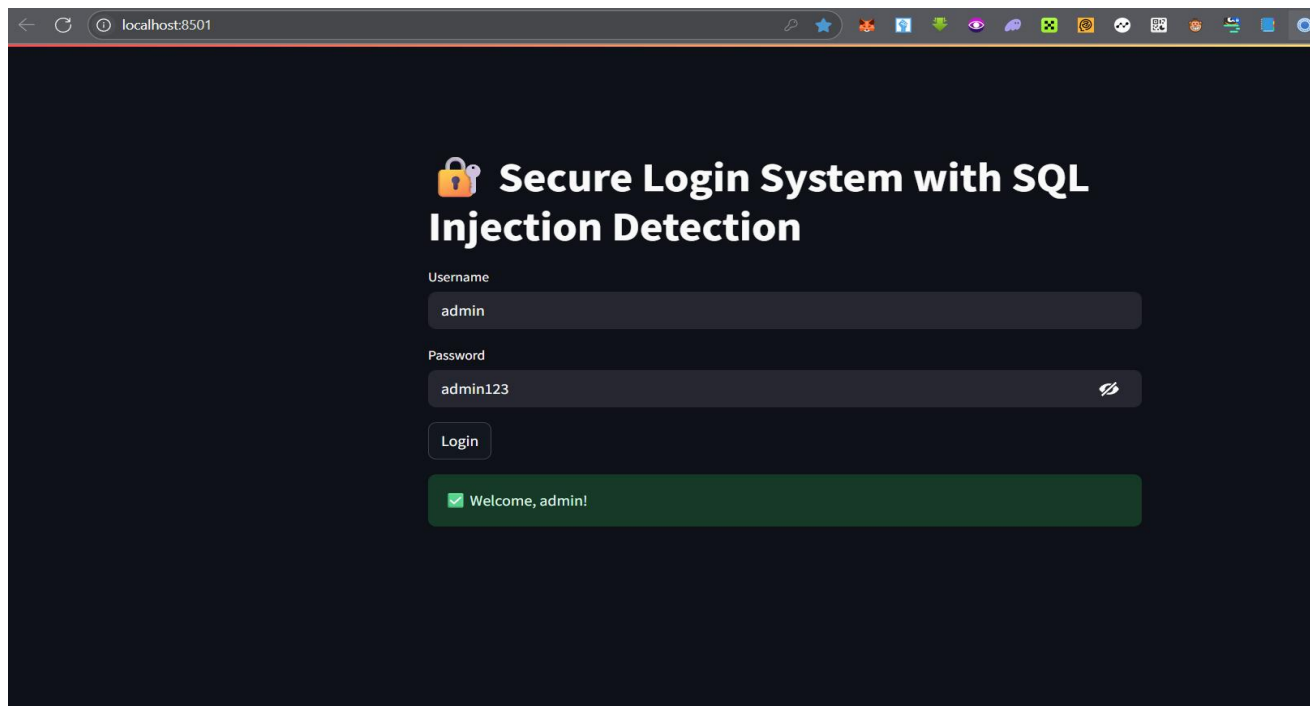 localhost:8501
🔐 Secure Login System with SQL
Injection Detection
Username
admin
Password
admin123
Login
✅ Welcome, admin!